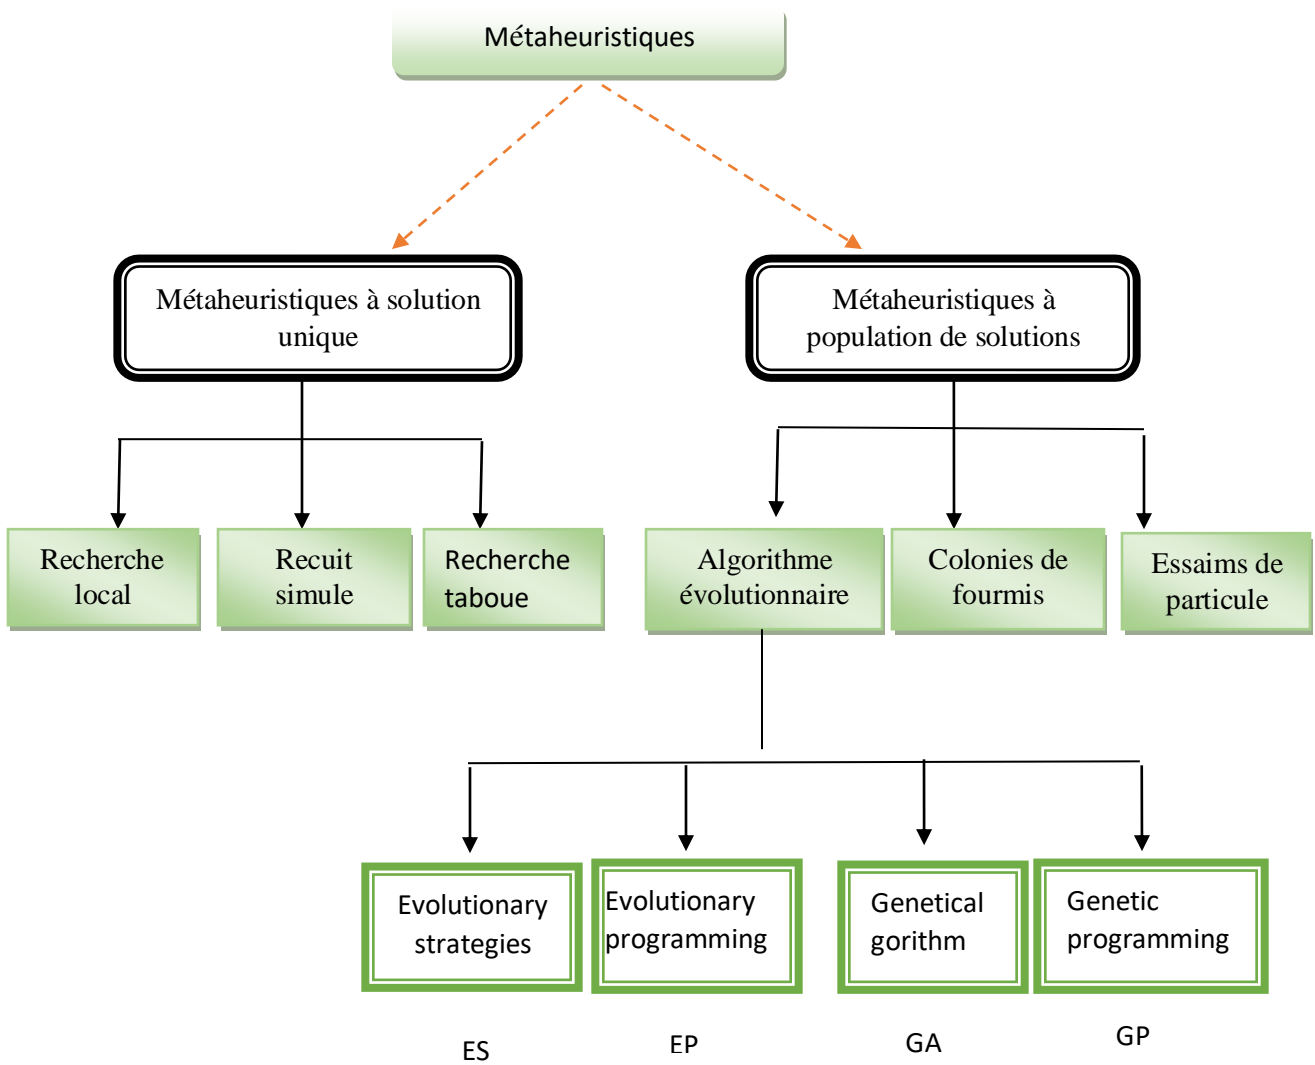 Métaheuristiques
Métaheuristiques à solution
unique
Métaheuristiques à
population de solutions
Recherche
local
Recuit
simule
Recherche
taboue
Algorithme
évolutionnaire
Colonies de
fourmis
Essaims de
particule
Evolutionary
strategies
Evolutionary
programming
Genetical
gorithm
Genetic
programming
ES
EP
GA
GP